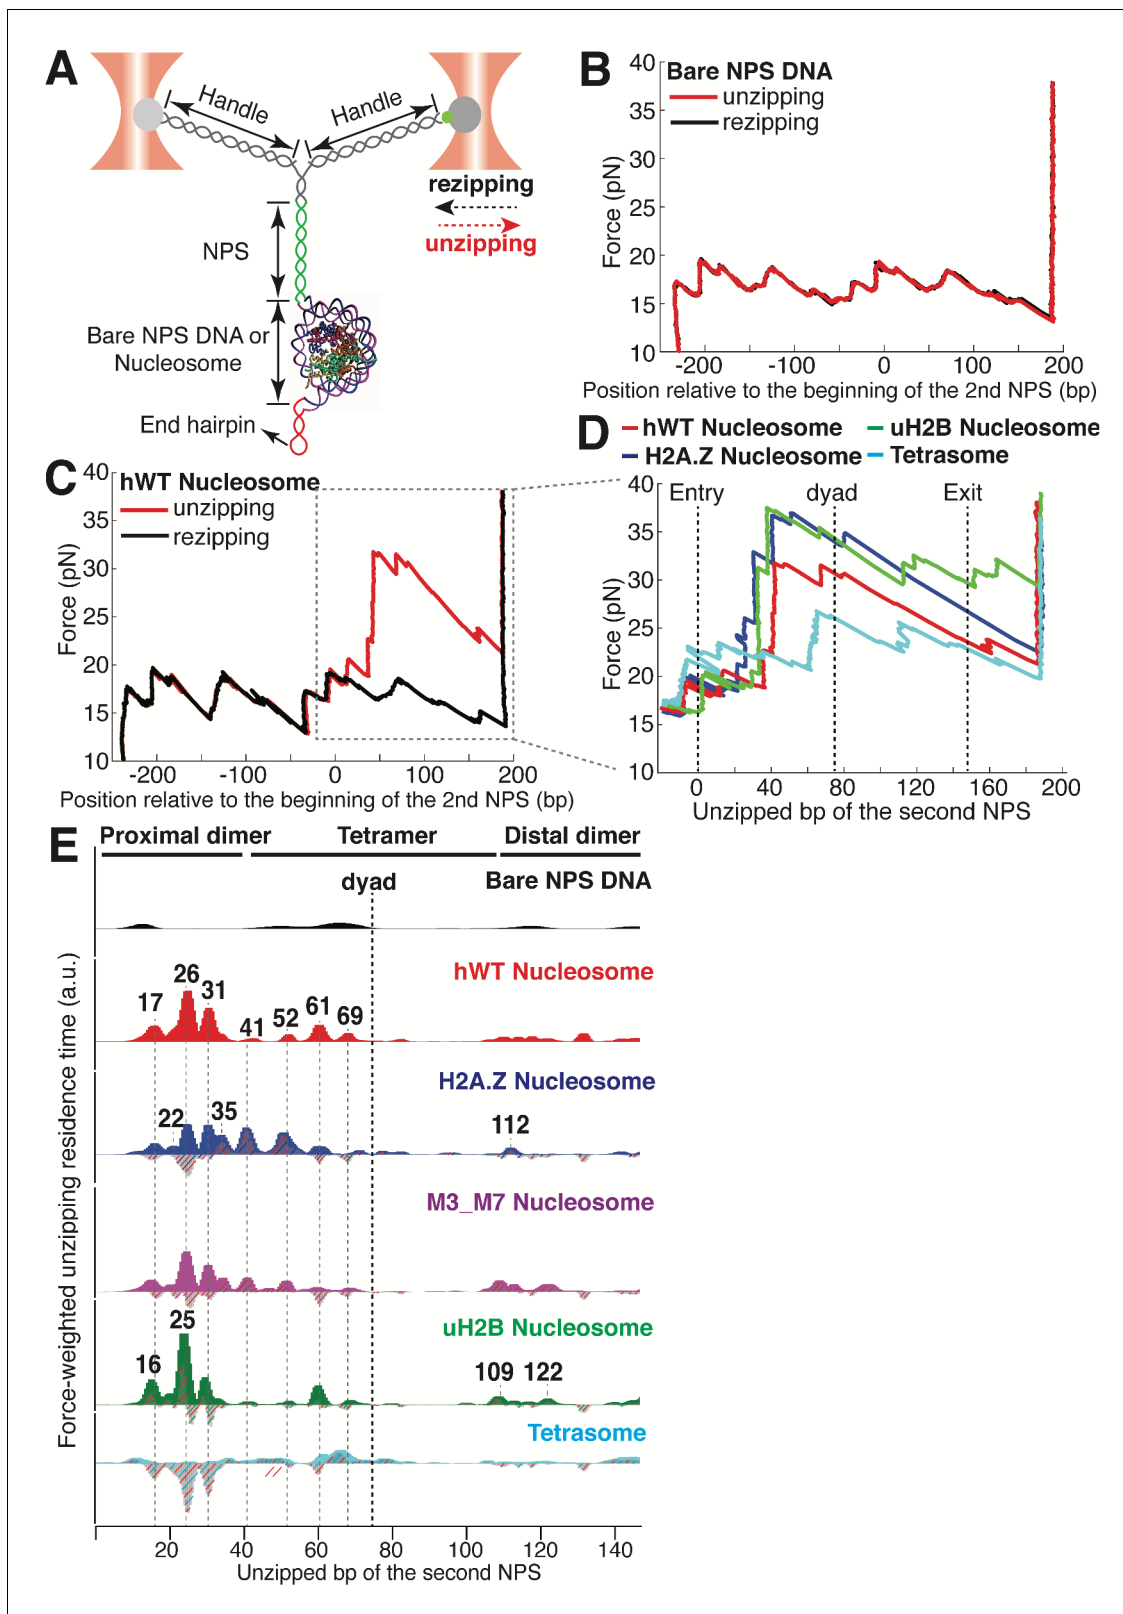 A
Handle
Handle
rezipping
unzipping
NPS
Bare NPS DNA or
Nucleosome
End hairpin
B
Bare NPS DNA
unzipping
rezipping
Force (pN)
40
35
30
25
20
15
10
-200
-100
0
100
200
Position relative to the beginning of the 2nd NPS (bp)
C
hWT Nucleosome
unzipping
rezipping
Force (pN)
40
35
30
25
20
15
10
-200
-100
0
100
200
Position relative to the beginning of the 2nd NPS (bp)
D
hWT Nucleosome
uH2B Nucleosome
H2A.Z Nucleosome
Tetrasome
Entry
dyad
Exit
Force (pN)
40
35
30
25
20
15
10
0
40
80
120
160
200
Unzipped bp of the second NPS
E
Proximal dimer
Tetramer
Distal dimer
dyad
Bare NPS DNA
hWT Nucleosome
17
26
31
41
52
61
69
H2A.Z Nucleosome
22
35
112
M3_M7 Nucleosome
uH2B Nucleosome
16
25
109
122
Tetrasome
Force-weighted unzipping residence time (a.u.)
20
40
60
80
100
120
140
Unzipped bp of the second NPS